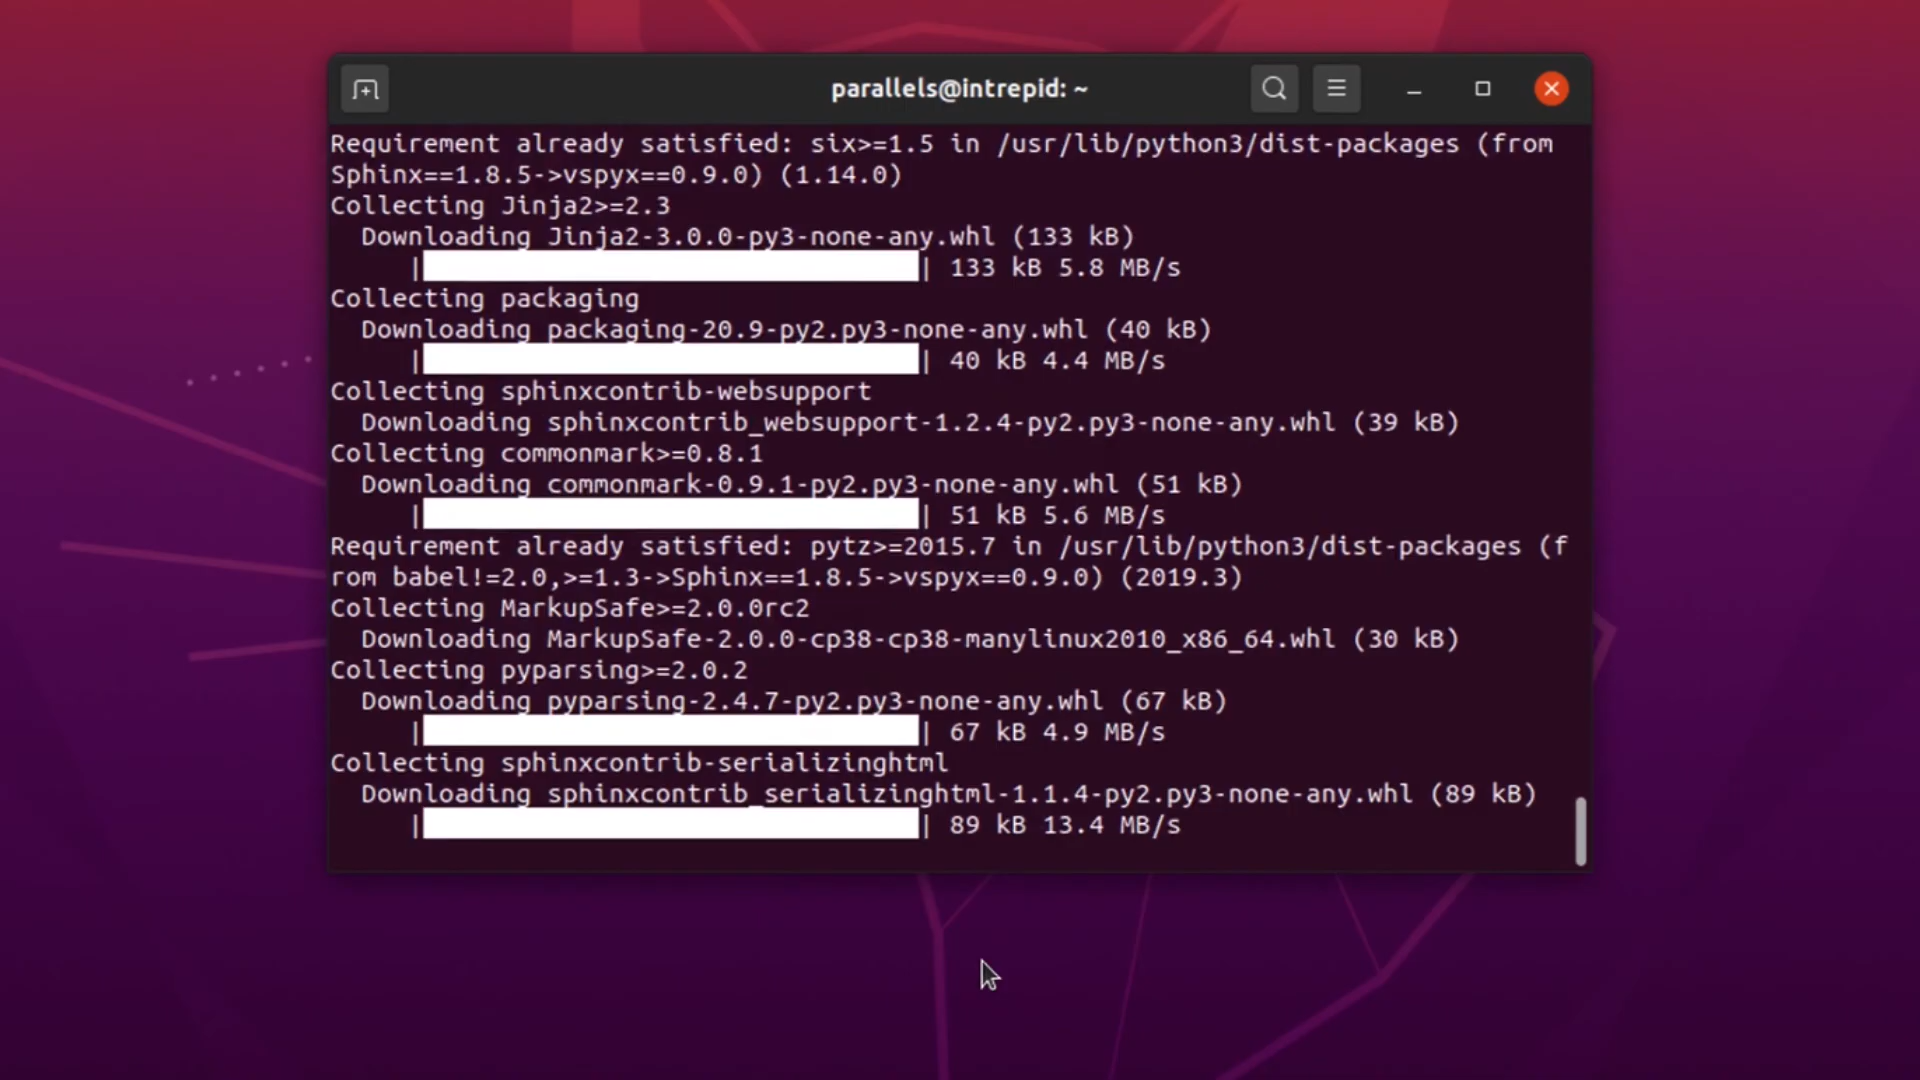 parallels@intrepid: ~
Requirement already satisfied: six>=1.5 in /usr/lib/python3/dist-packages (from
Sphinx==1.8.5->vspyx==0.9.0) (1.14.0)
Collecting Jinja2>=2.3
Downloading Jinja2-3.0.0-py3-none-any.whl (133 kB)
|| 133 kB 5.8 MB/s
Collecting packaging
Downloading packaging-20.9-py2.py3-none-any.whl (40 kB)
|| 40 kB 4.4 MB/s
Collecting sphinxcontrib-websupport
Downloading sphinxcontrib_websupport-1.2.4-py2.py3-none-any.whl (39 kB)
Collecting commonmark>=0.8.1
Downloading commonmark-0.9.1-py2.py3-none-any.whl (51 kB)
|| 51 kB 5.6 MB/s
Requirement already satisfied: pytz>=2015.7 in /usr/lib/python3/dist-packages (f
rom babel!=2.0,>=1.3->Sphinx==1.8.5->vspyx==0.9.0) (2019.3)
Collecting MarkupSafe>=2.0.0rc2
Downloading MarkupSafe-2.0.0-cp38-cp38-manylinux2010_x86_64.whl (30 kB)
Collecting pyparsing>=2.0.2
Downloading pyparsing-2.4.7-py2.py3-none-any.whl (67 kB)
|| 67 kB 4.9 MB/s
Collecting sphinxcontrib-serializinghtml
Downloading sphinxcontrib_serializinghtml-1.1.4-py2.py3-none-any.whl (89 kB)
|| 89 kB 13.4 MB/s